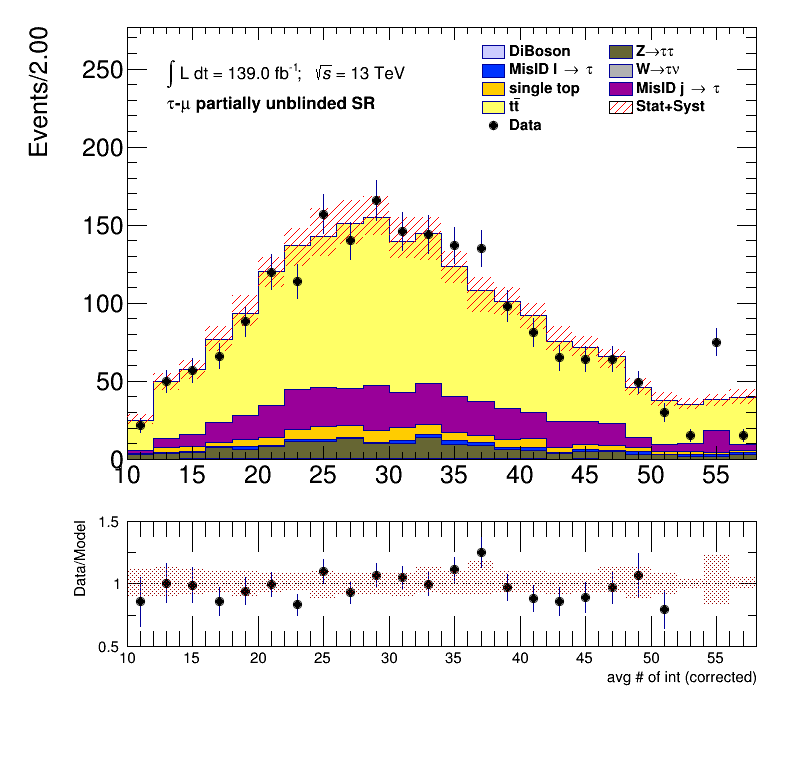 Events/2.00
250
200
150
100
50
0
∫ L dt = 139.0 fb⁻¹; √s = 13 TeV
τ-μ partially unblinded SR
DiBoson
Z→ττ
MisID l → τ
W→τν
single top
MisID j → τ
tt̄
Stat+Syst
Data
10 15 20 25 30 35 40 45 50 55
Data/Model
1.5
1
0.5
10 15 20 25 30 35 40 45 50 55
avg # of int (corrected)